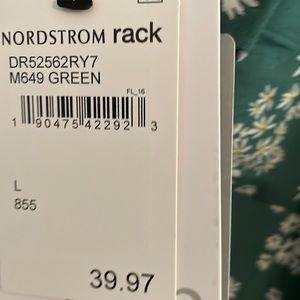 NORDSTROM rack
DR52562RY7
M649 GREEN
FL_16
1 90475 42292 3
L
855
39.97